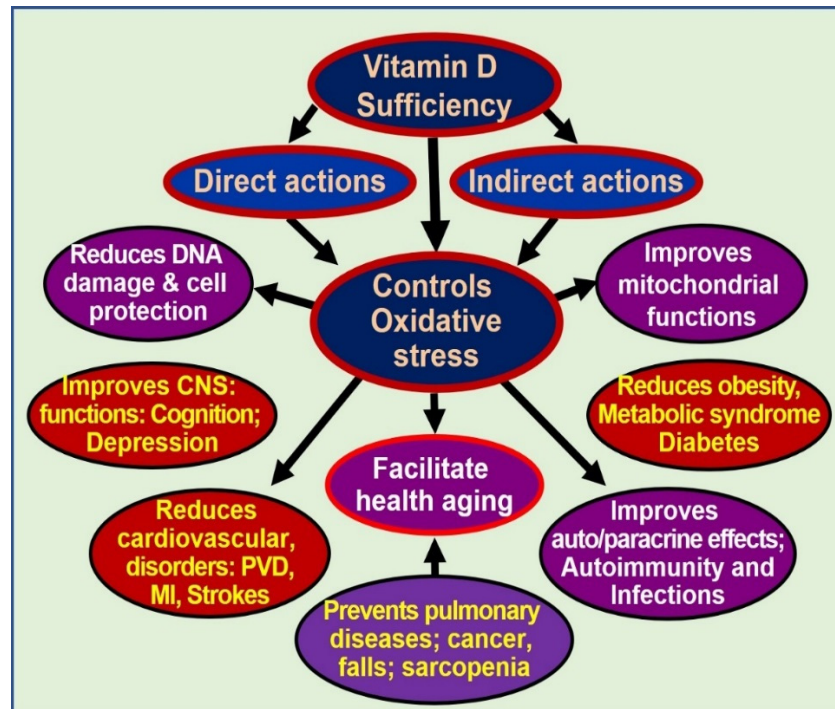 Vitamin D
Sufficiency
Direct actions
Indirect actions
Reduces DNA
damage & cell
protection
Controls
Oxidative
stress
Improves
mitochondrial
functions
Improves CNS:
functions: Cognition;
Depression
Reduces obesity,
Metabolic syndrome
Diabetes
Facilitate
health aging
Reduces
cardiovascular,
disorders: PVD,
MI, Strokes
Improves
auto/paracrine effects;
Autoimmunity and
Infections
Prevents pulmonary
diseases; cancer,
falls; sarcopenia